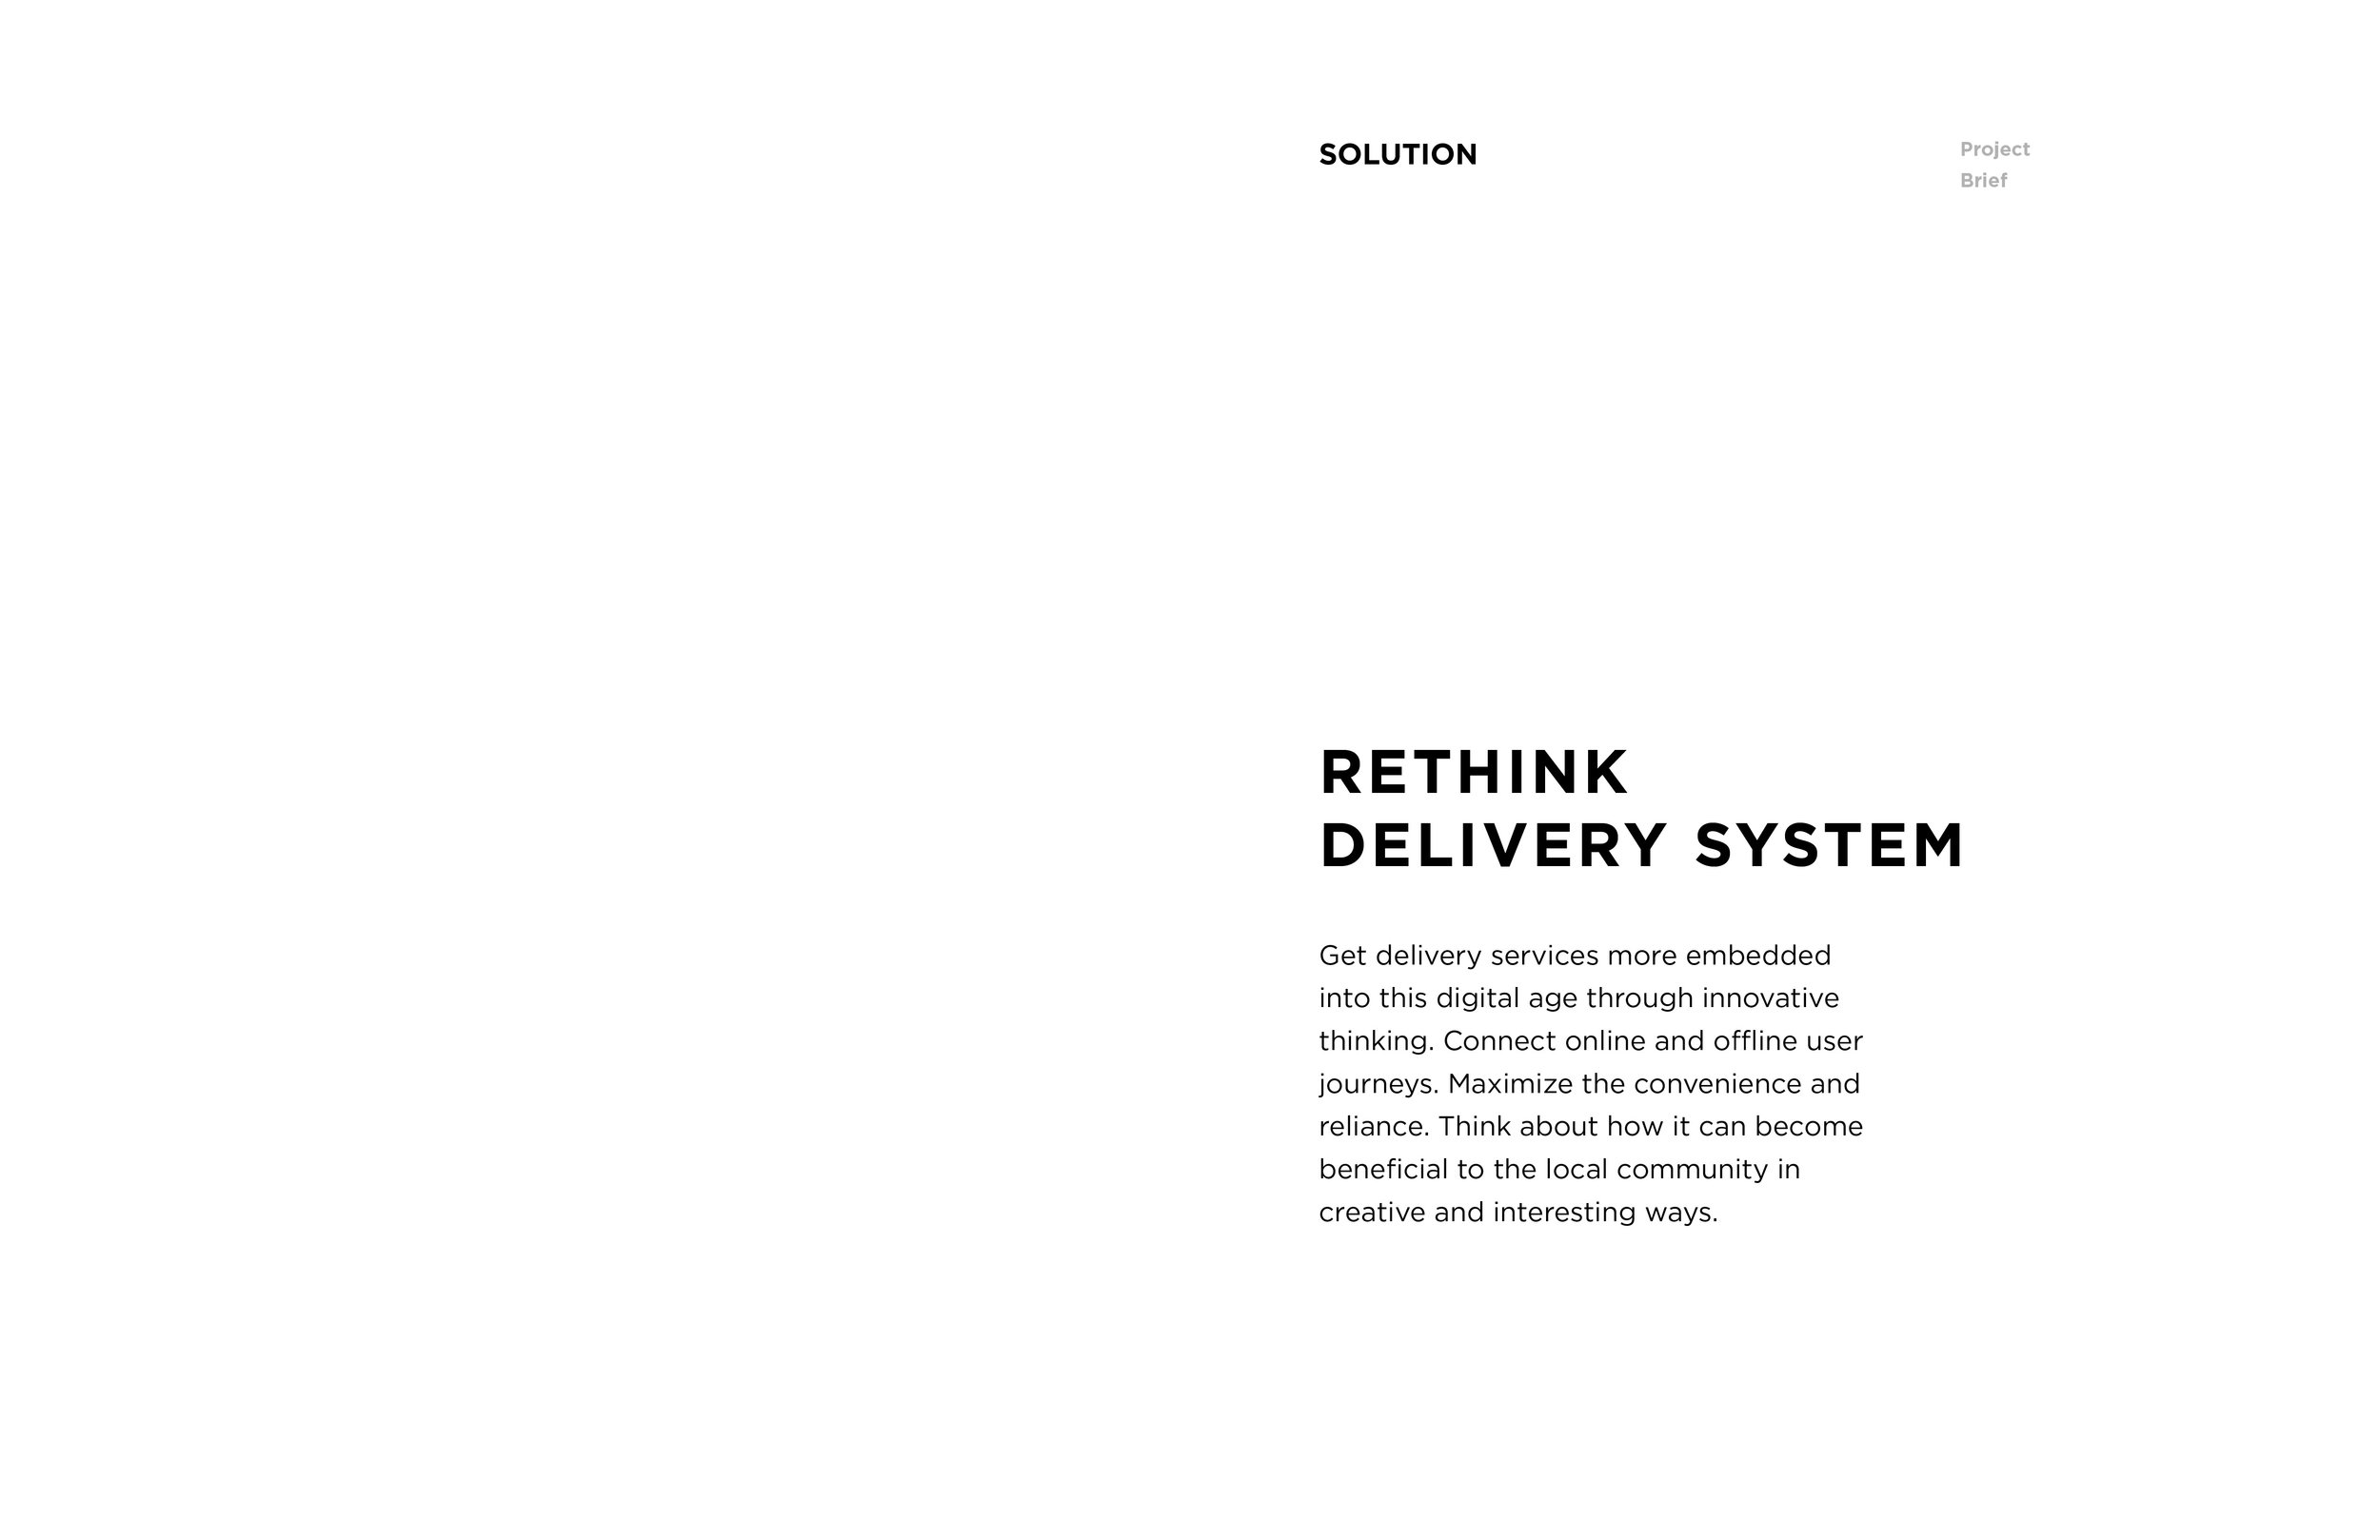 SOLUTION
Project
Brief
RETHINK
DELIVERY SYSTEM
Get delivery services more embedded
into this digital age through innovative
thinking. Connect online and offline user
journeys. Maximize the convenience and
reliance. Think about how it can become
beneficial to the local community in
creative and interesting ways.